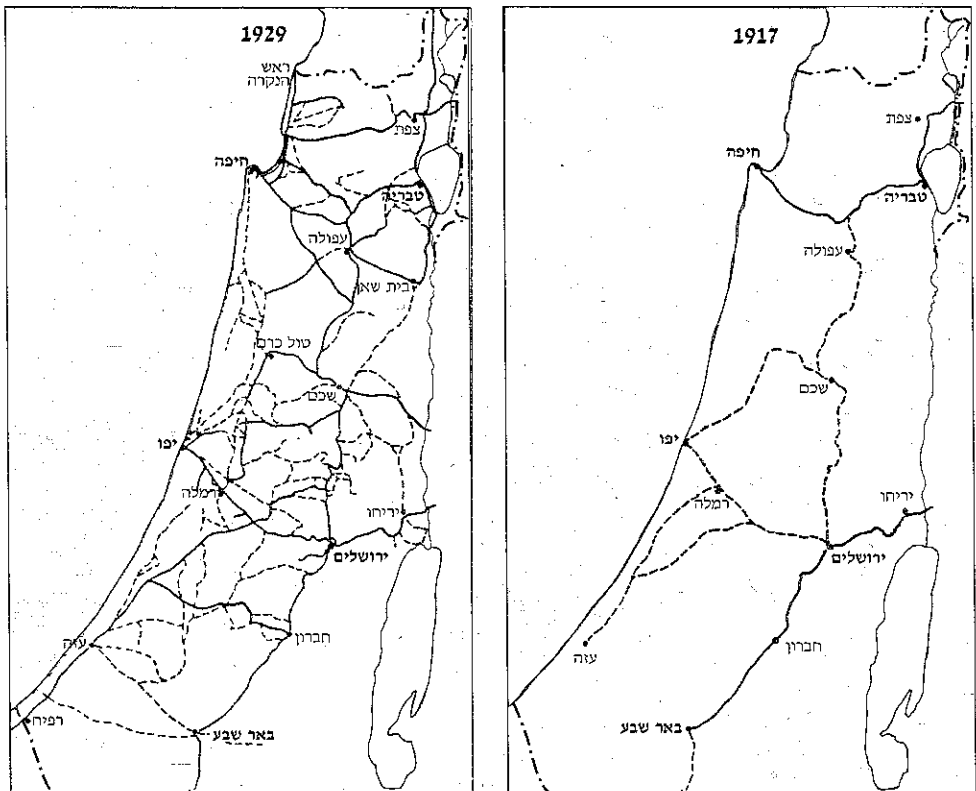 1929
ראש
הנקרה
צפת
חיפה
טבריה
עפולה
בית שאן
טול כרם
שכם
יפו
רמלה
יריחו
ירושלים
חברון
עזה
רפיח
באר שבע
1917
צפת
חיפה
טבריה
עפולה
שכם
יפו
רמלה
יריחו
ירושלים
חברון
עזה
באר שבע